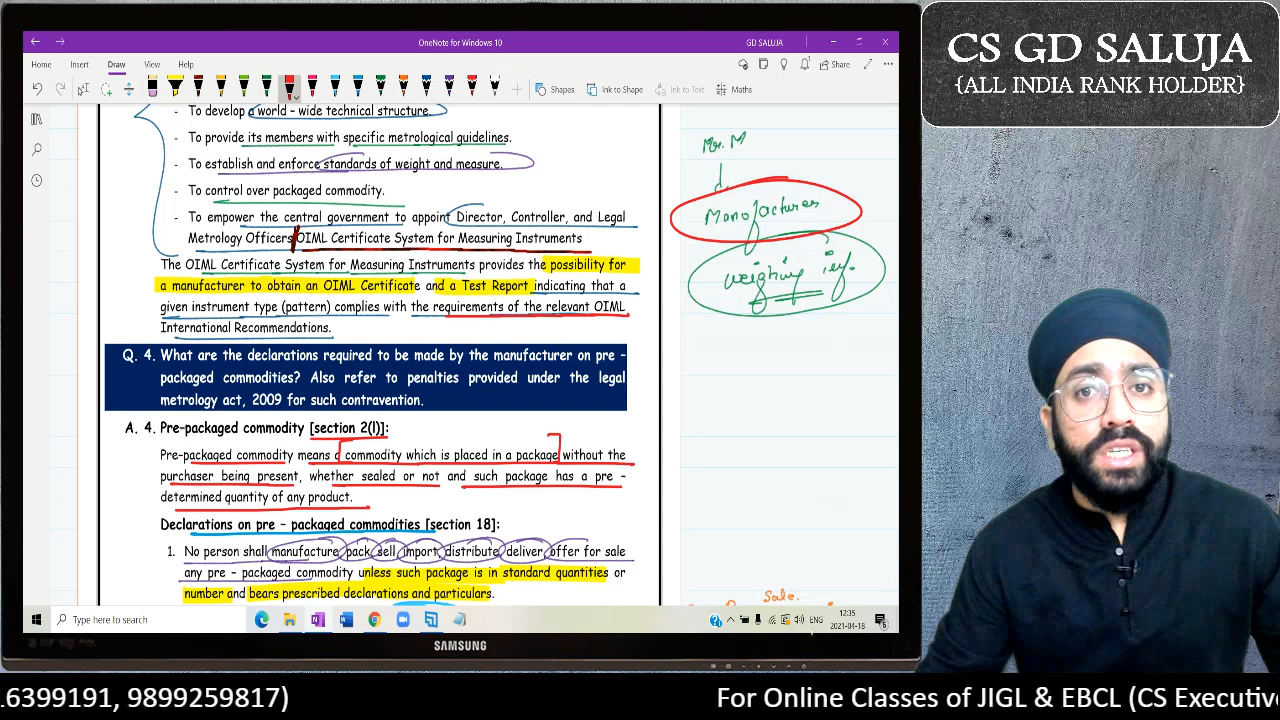 OneNote for Windows 10
GD SALUJA
Home Insert Draw View Help
Share
Shapes Ink to Shape Ink to Text Maths
- To develop a world – wide technical structure.
- To provide its members with specific metrological guidelines.
- To establish and enforce standards of weight and measure.
- To control over packaged commodity.
- To empower the central government to appoint Director, Controller, and Legal
Metrology Officers OIML Certificate System for Measuring Instruments
The OIML Certificate System for Measuring Instruments provides the possibility for
a manufacturer to obtain an OIML Certificate and a Test Report indicating that a
given instrument type (pattern) complies with the requirements of the relevant OIML
International Recommendations.
Q. 4. What are the declarations required to be made by the manufacturer on pre -
packaged commodities? Also refer to penalties provided under the legal
metrology act, 2009 for such contravention.
A. 4. Pre-packaged commodity [section 2(l)]:
Pre-packaged commodity means a commodity which is placed in a package without the
purchaser being present, whether sealed or not and such package has a pre -
determined quantity of any product.
Declarations on pre - packaged commodities [section 18]:
1. No person shall manufacture pack sell import distribute deliver offer for sale
any pre - packaged commodity unless such package is in standard quantities or
number and bears prescribed declarations and particulars.
Mr. M
Manufacturer
weighing
Sale.
Type here to search
ENG
12:35
2021-04-18
SAMSUNG
CS GD SALUJA
{ALL INDIA RANK HOLDER}
.6399191, 9899259817)
For Online Classes of JIGL & EBCL (CS Executive